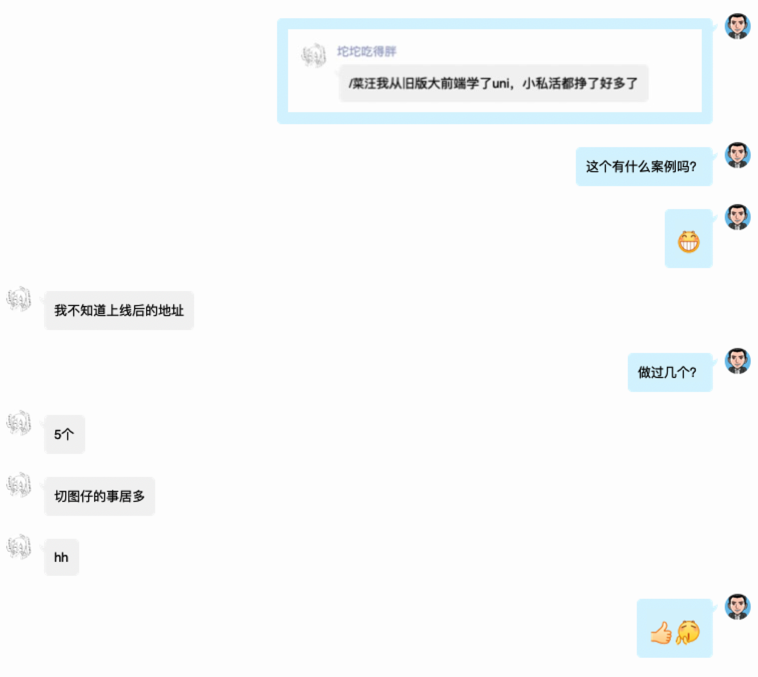 坨坨吃得胖
/菜汪我从旧版大前端学了uni，小私活都挣了好多了
这个有什么案例吗？
我不知道上线后的地址
做过几个？
5个
切图仔的事居多
hh